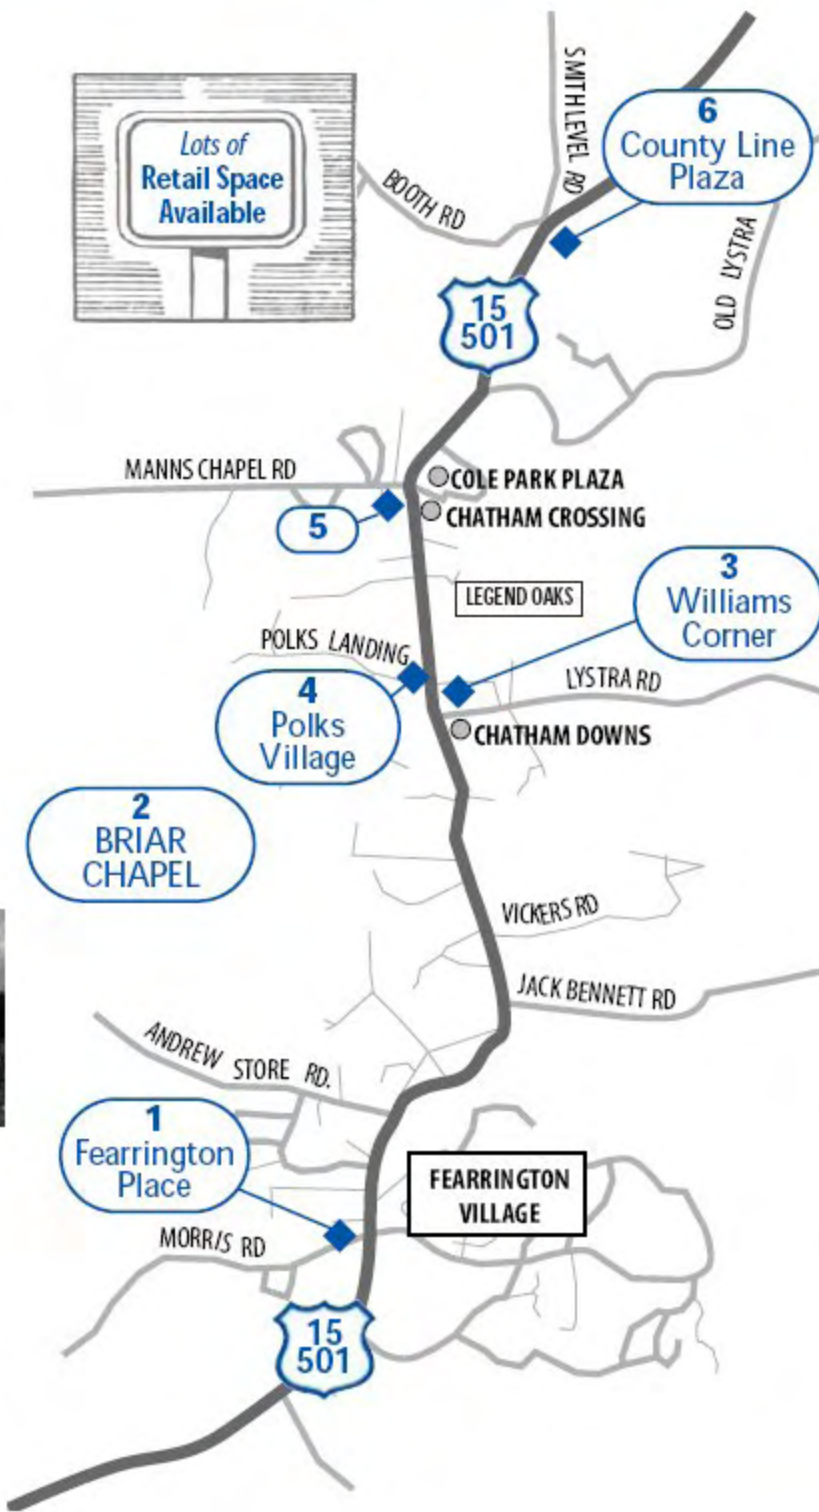 SMITH LEVEL RD
6
County Line
Plaza
Lots of
Retail Space
Available
BOOTH RD
OLD LYSTRA
15
501
MANNS CHAPEL RD
COLE PARK PLAZA
5
CHATHAM CROSSING
3
Williams
Corner
LEGEND OAKS
POLKS LANDING
LYSTRA RD
4
Polks
Village
CHATHAM DOWNS
2
BRIAR
CHAPEL
VICKERS RD
JACK BENNETT RD
ANDREW STORE RD.
1
Fearrington
Place
FEARRINGTON
VILLAGE
MORRIS RD
15
501